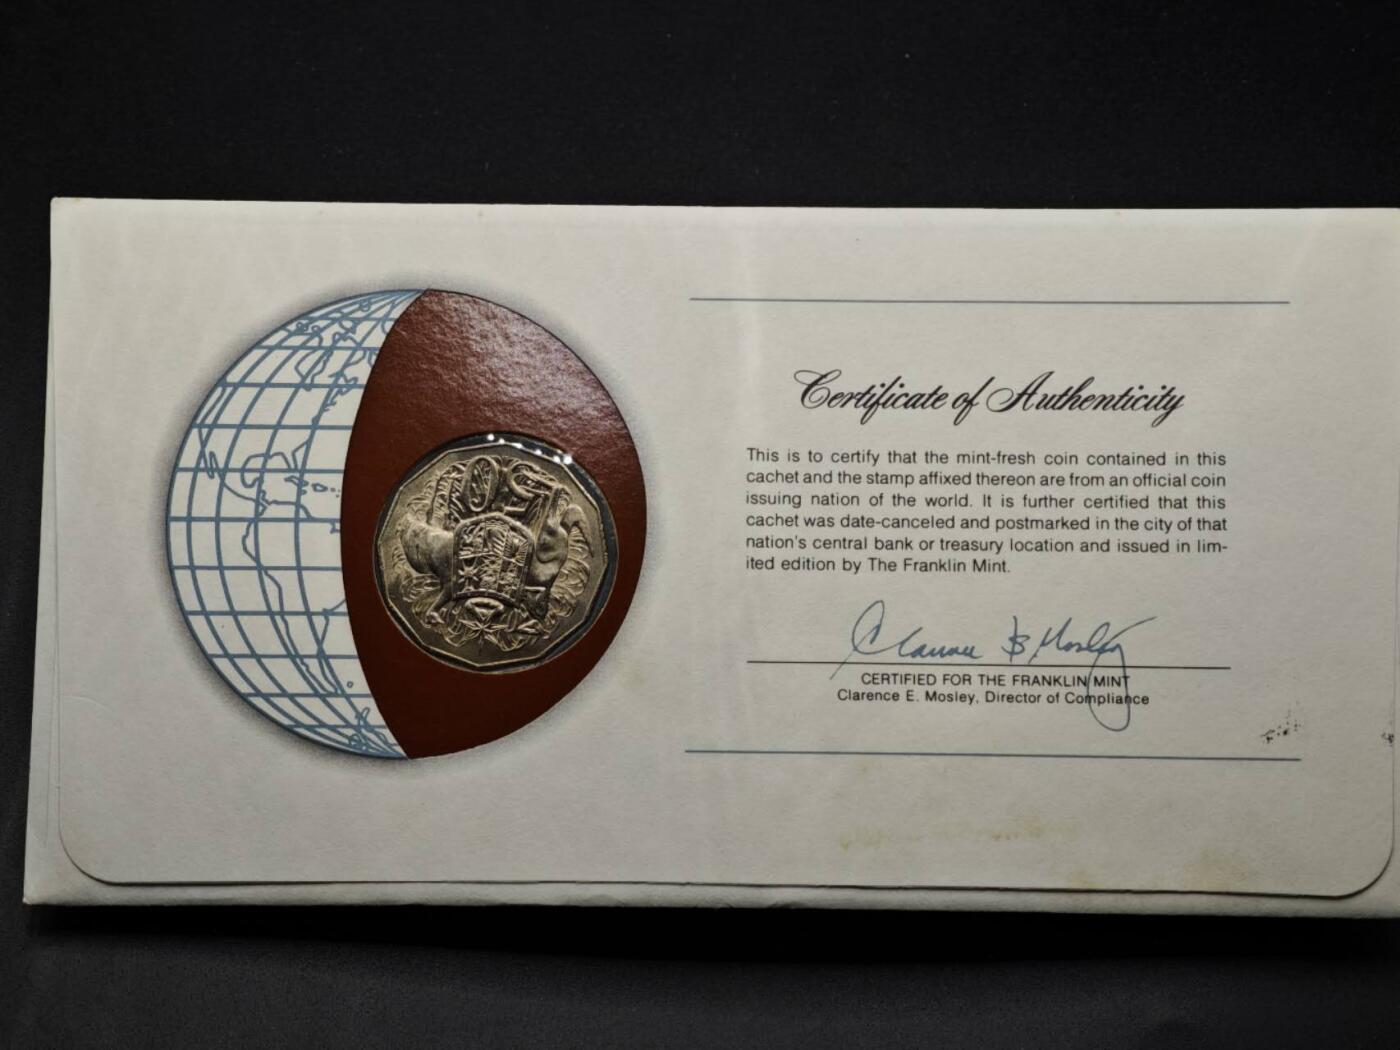 50
Certificate of Authenticity
This is to certify that the mint-fresh coin contained in this
cachet and the stamp affixed thereon are from an official coin
issuing nation of the world. It is further certified that this
cachet was date-canceled and postmarked in the city of that
nation's central bank or treasury location and issued in lim-
ited edition by The Franklin Mint.
CERTIFIED FOR THE FRANKLIN MINT
Clarence E. Mosley, Director of Compliance